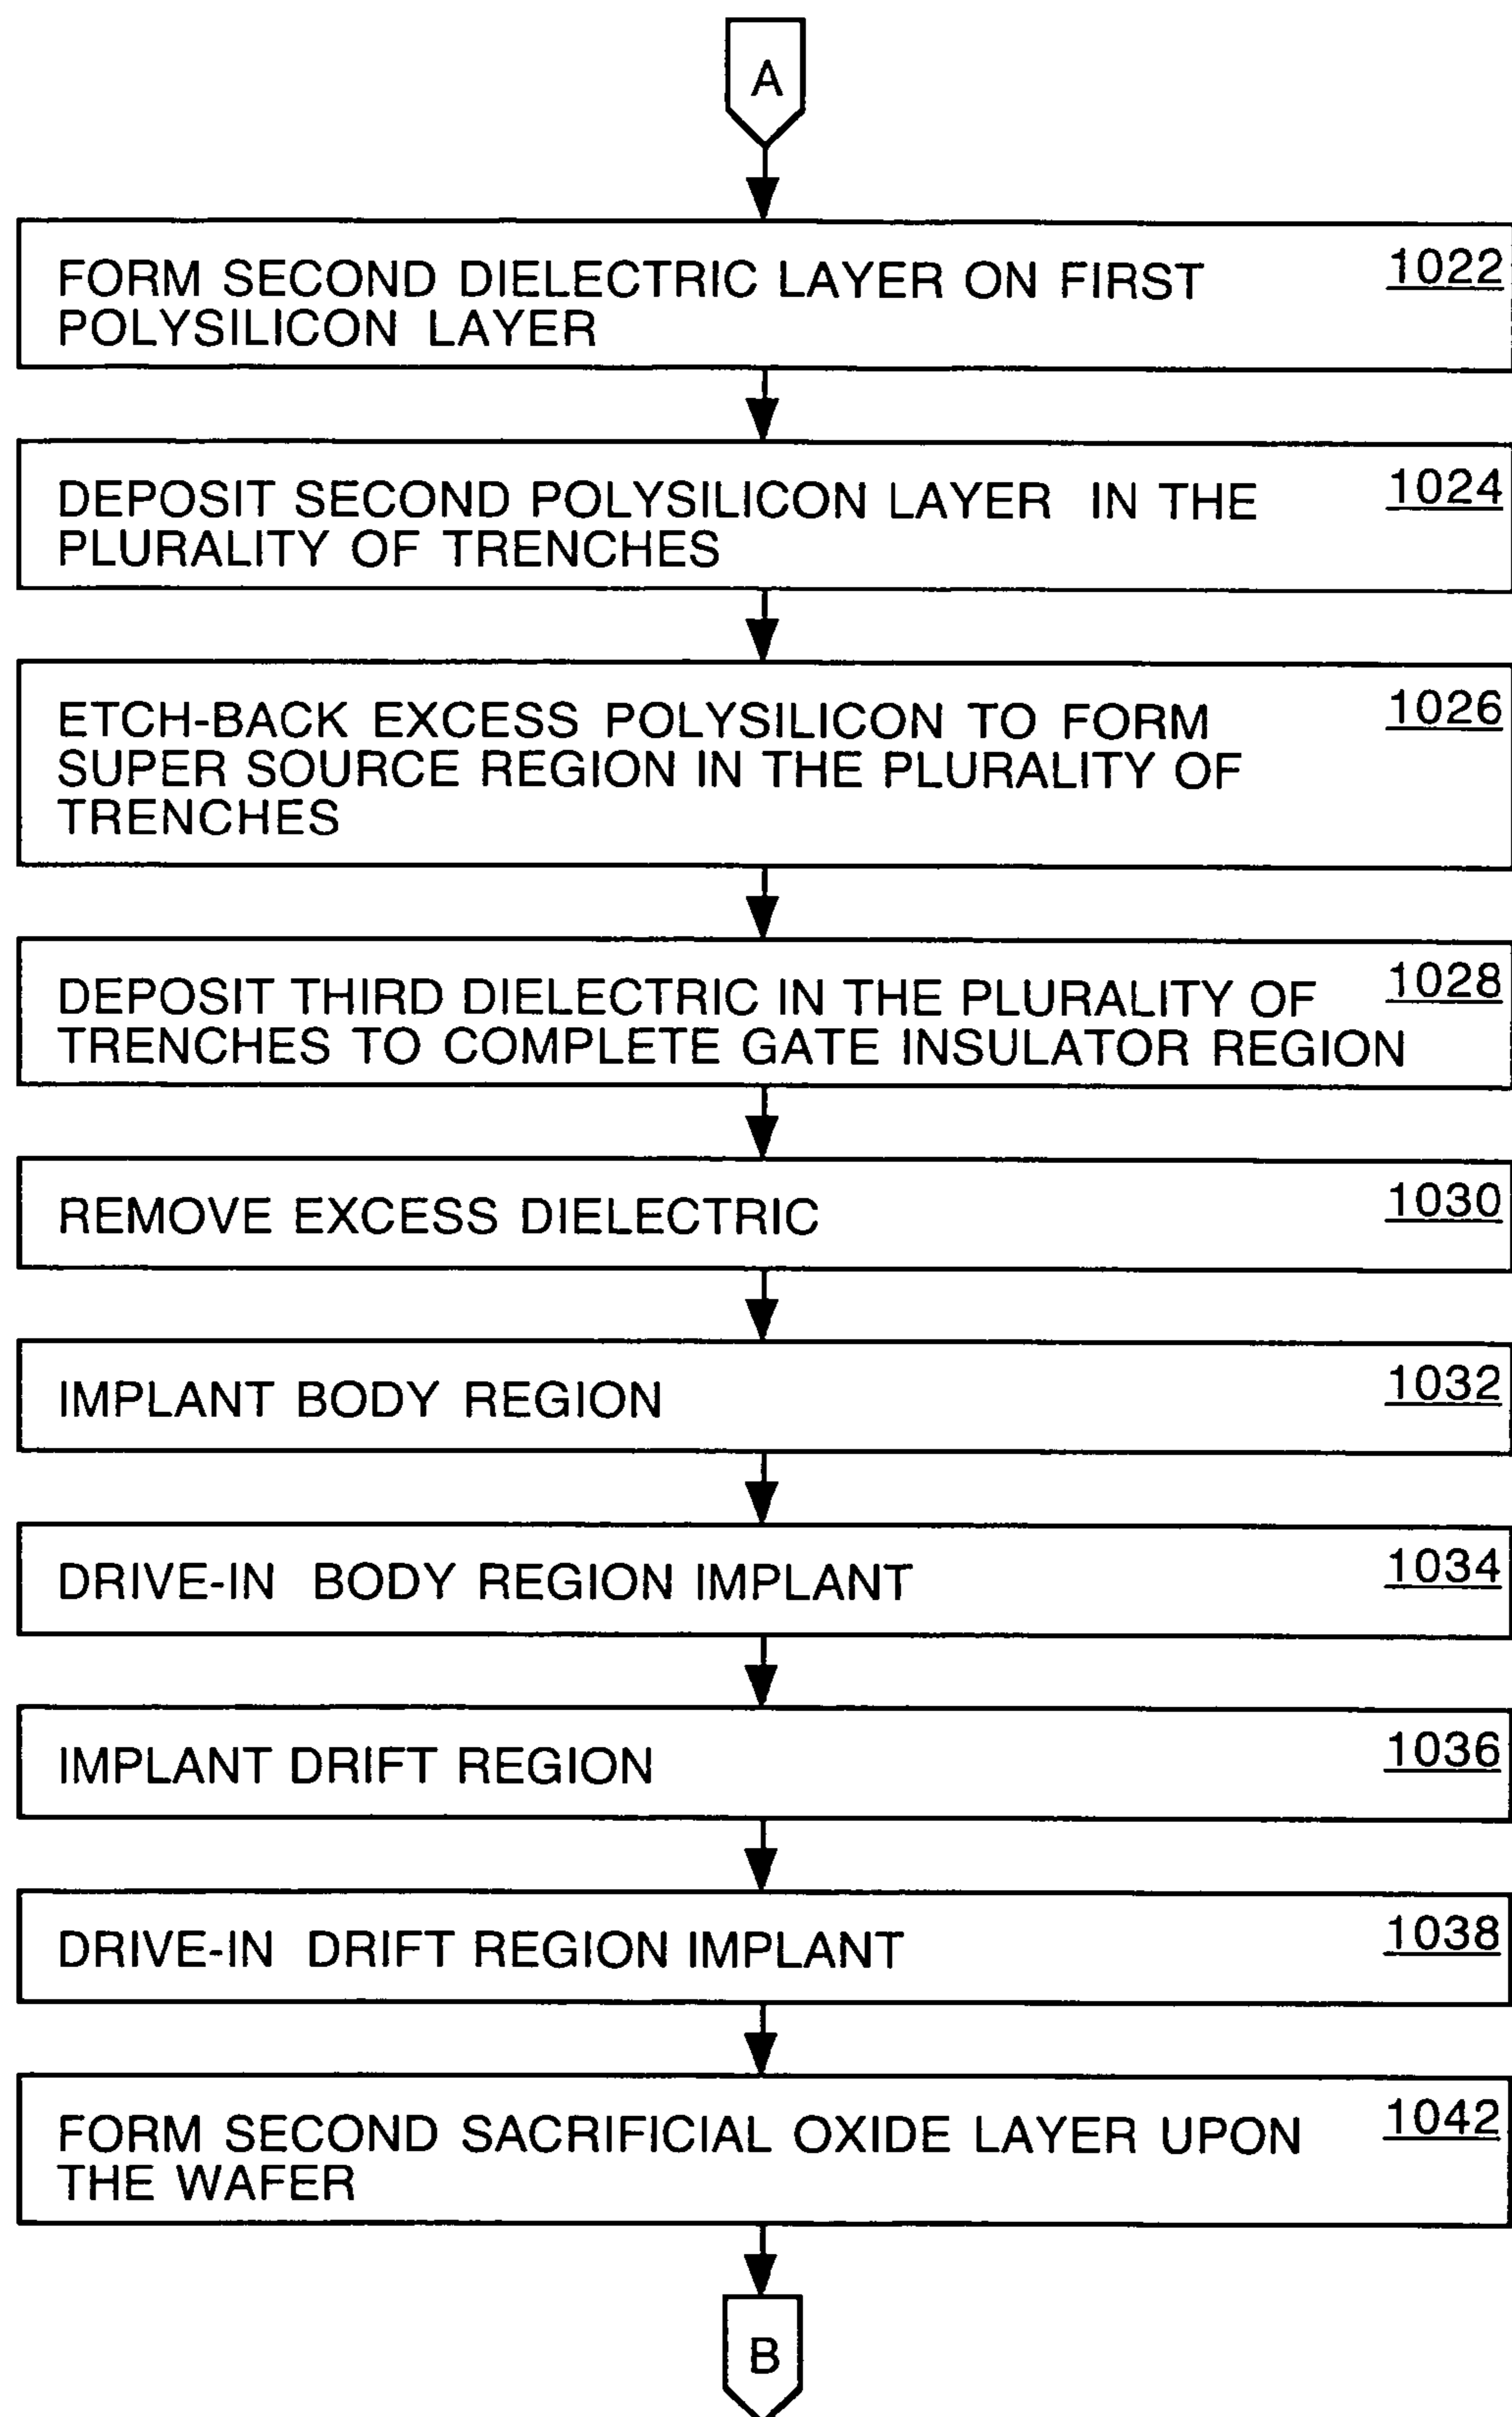 A
FORM SECOND DIELECTRIC LAYER ON FIRST 1022
POLYSILICON LAYER
DEPOSIT SECOND POLYSILICON LAYER IN THE 1024
PLURALITY OF TRENCHES
ETCH-BACK EXCESS POLYSILICON TO FORM 1026
SUPER SOURCE REGION IN THE PLURALITY OF
TRENCHES
DEPOSIT THIRD DIELECTRIC IN THE PLURALITY OF 1028
TRENCHES TO COMPLETE GATE INSULATOR REGION
REMOVE EXCESS DIELECTRIC 1030
IMPLANT BODY REGION 1032
DRIVE-IN BODY REGION IMPLANT 1034
IMPLANT DRIFT REGION 1036
DRIVE-IN DRIFT REGION IMPLANT 1038
FORM SECOND SACRIFICIAL OXIDE LAYER UPON 1042
THE WAFER
B